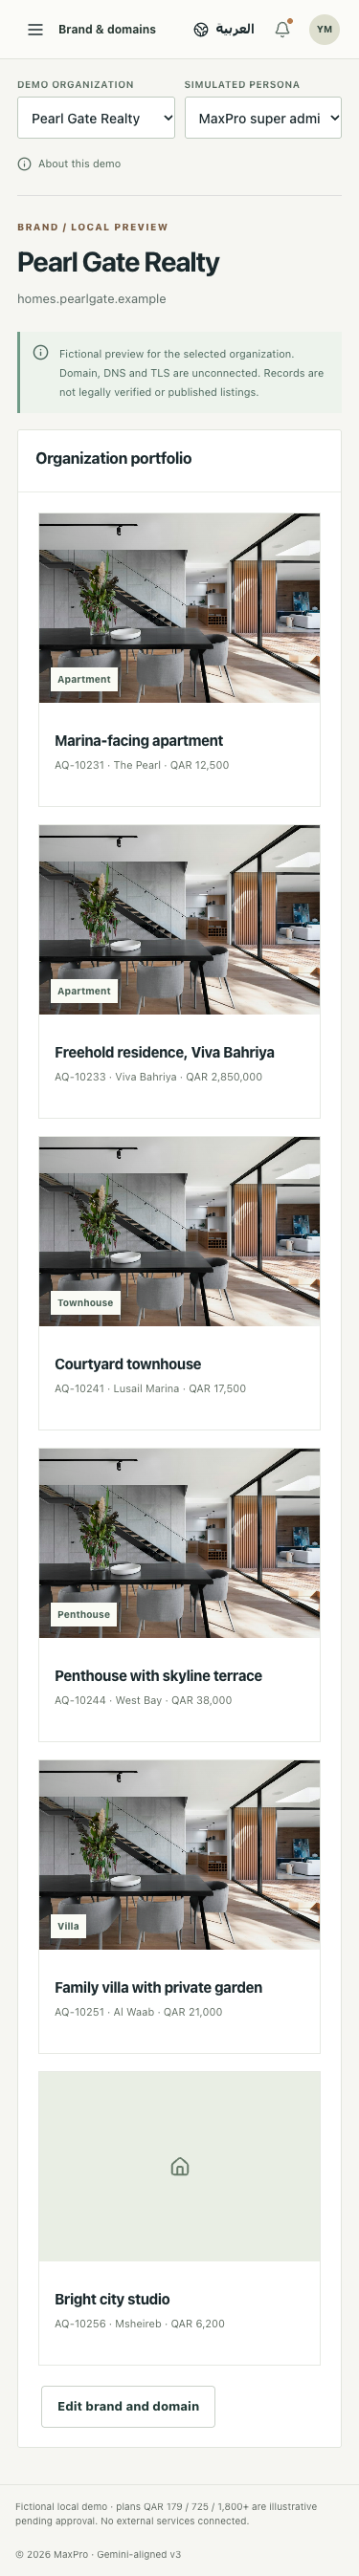 Brand & domains
العربية
YM
DEMO ORGANIZATION
SIMULATED PERSONA
Pearl Gate Realty
MaxPro super admi
About this demo
BRAND / LOCAL PREVIEW
Pearl Gate Realty
homes.pearlgate.example
Fictional preview for the selected organization.
Domain, DNS and TLS are unconnected. Records are
not legally verified or published listings.
Organization portfolio
Apartment
Marina-facing apartment
AQ-10231 · The Pearl · QAR 12,500
Apartment
Freehold residence, Viva Bahriya
AQ-10233 · Viva Bahriya · QAR 2,850,000
Townhouse
Courtyard townhouse
AQ-10241 · Lusail Marina · QAR 17,500
Penthouse
Penthouse with skyline terrace
AQ-10244 · West Bay · QAR 38,000
Villa
Family villa with private garden
AQ-10251 · Al Waab · QAR 21,000
Bright city studio
AQ-10256 · Msheireb · QAR 6,200
Edit brand and domain
Fictional local demo · plans QAR 179 / 725 / 1,800+ are illustrative
pending approval. No external services connected.
© 2026 MaxPro · Gemini-aligned v3